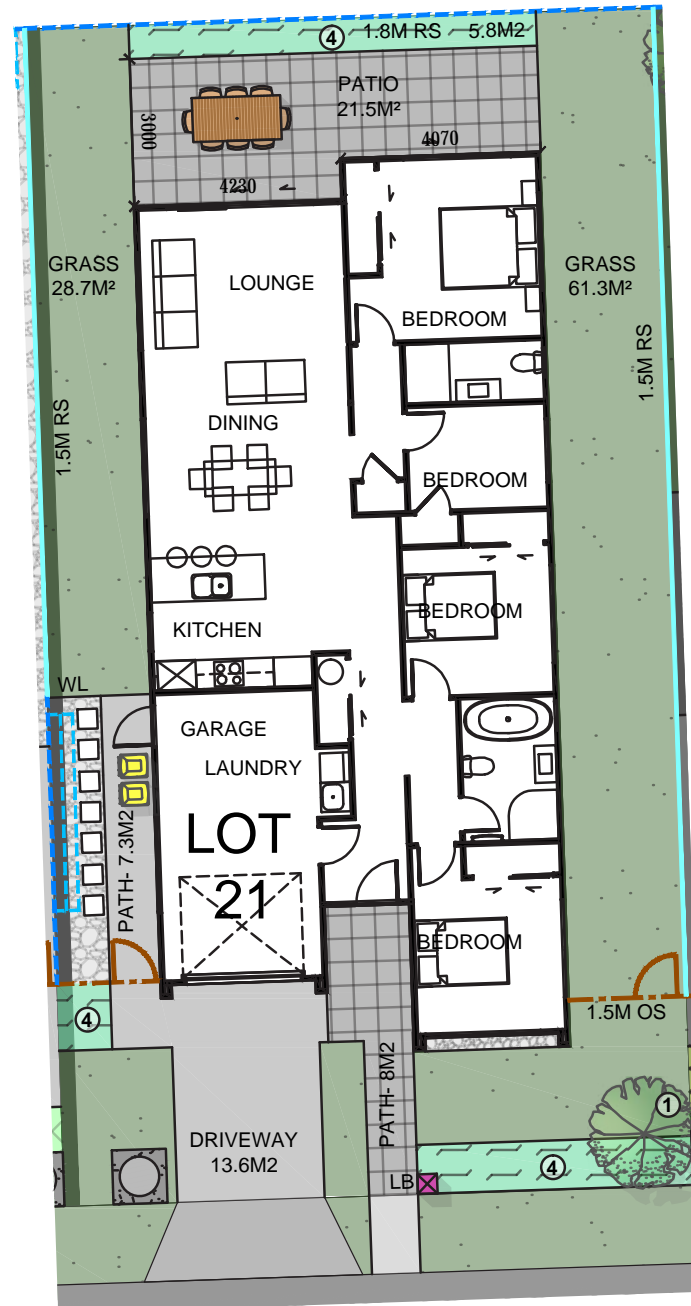 4 1.8M RS 5.8M2
PATIO
21.5M²
3000
4070
4230
GRASS
28.7M²
LOUNGE
GRASS
61.3M²
BEDROOM
1.5M RS
1.5M RS
DINING
BEDROOM
BEDROOM
KITCHEN
WL
GARAGE
LAUNDRY
LOT
21
PATH- 7.3M2
BEDROOM
1.5M OS
4
PATH- 8M2
1
DRIVEWAY
13.6M2
4
LB